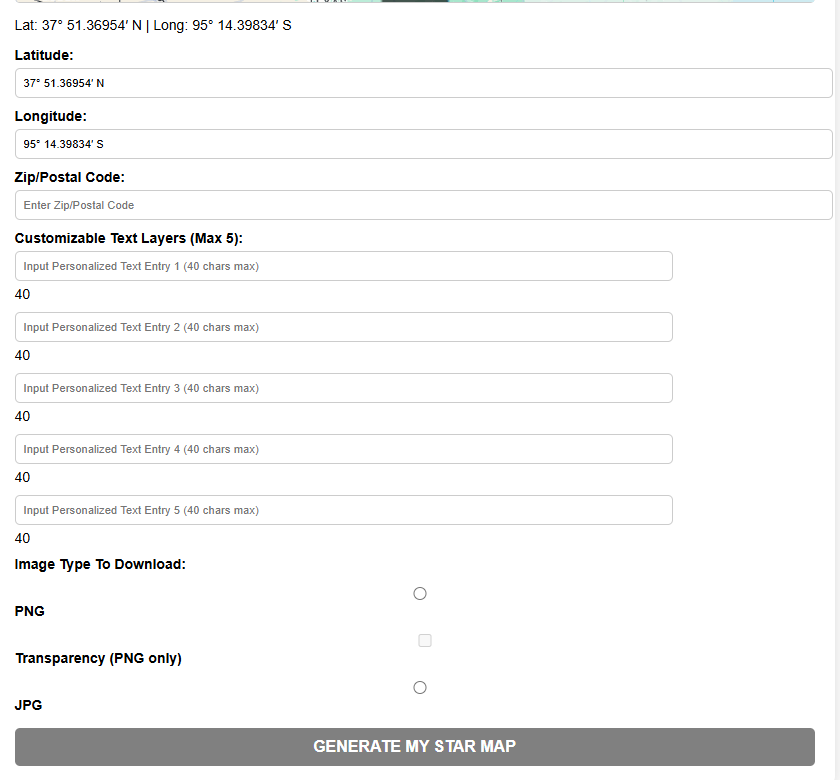 Lat: 37° 51.36954′ N | Long: 95° 14.39834′ S
Latitude:
37° 51.36954′ N
Longitude:
95° 14.39834′ S
Zip/Postal Code:
Enter Zip/Postal Code
Customizable Text Layers (Max 5):
Input Personalized Text Entry 1 (40 chars max)
40
Input Personalized Text Entry 2 (40 chars max)
40
Input Personalized Text Entry 3 (40 chars max)
40
Input Personalized Text Entry 4 (40 chars max)
40
Input Personalized Text Entry 5 (40 chars max)
40
Image Type To Download:
PNG
Transparency (PNG only)
JPG
GENERATE MY STAR MAP